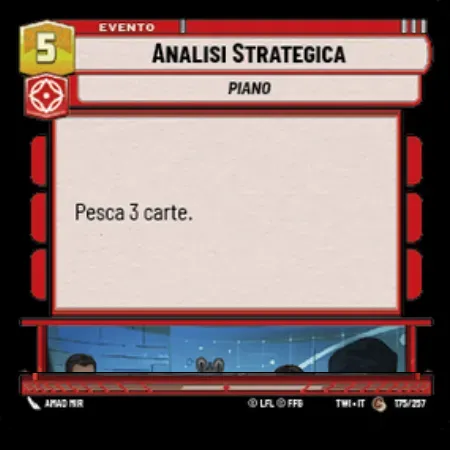 EVENTO
5
ANALISI STRATEGICA
PIANO
Pesca 3 carte.
AMAD MIR
Ⓢ LFL Ⓢ FFG
TWI • IT
175/257